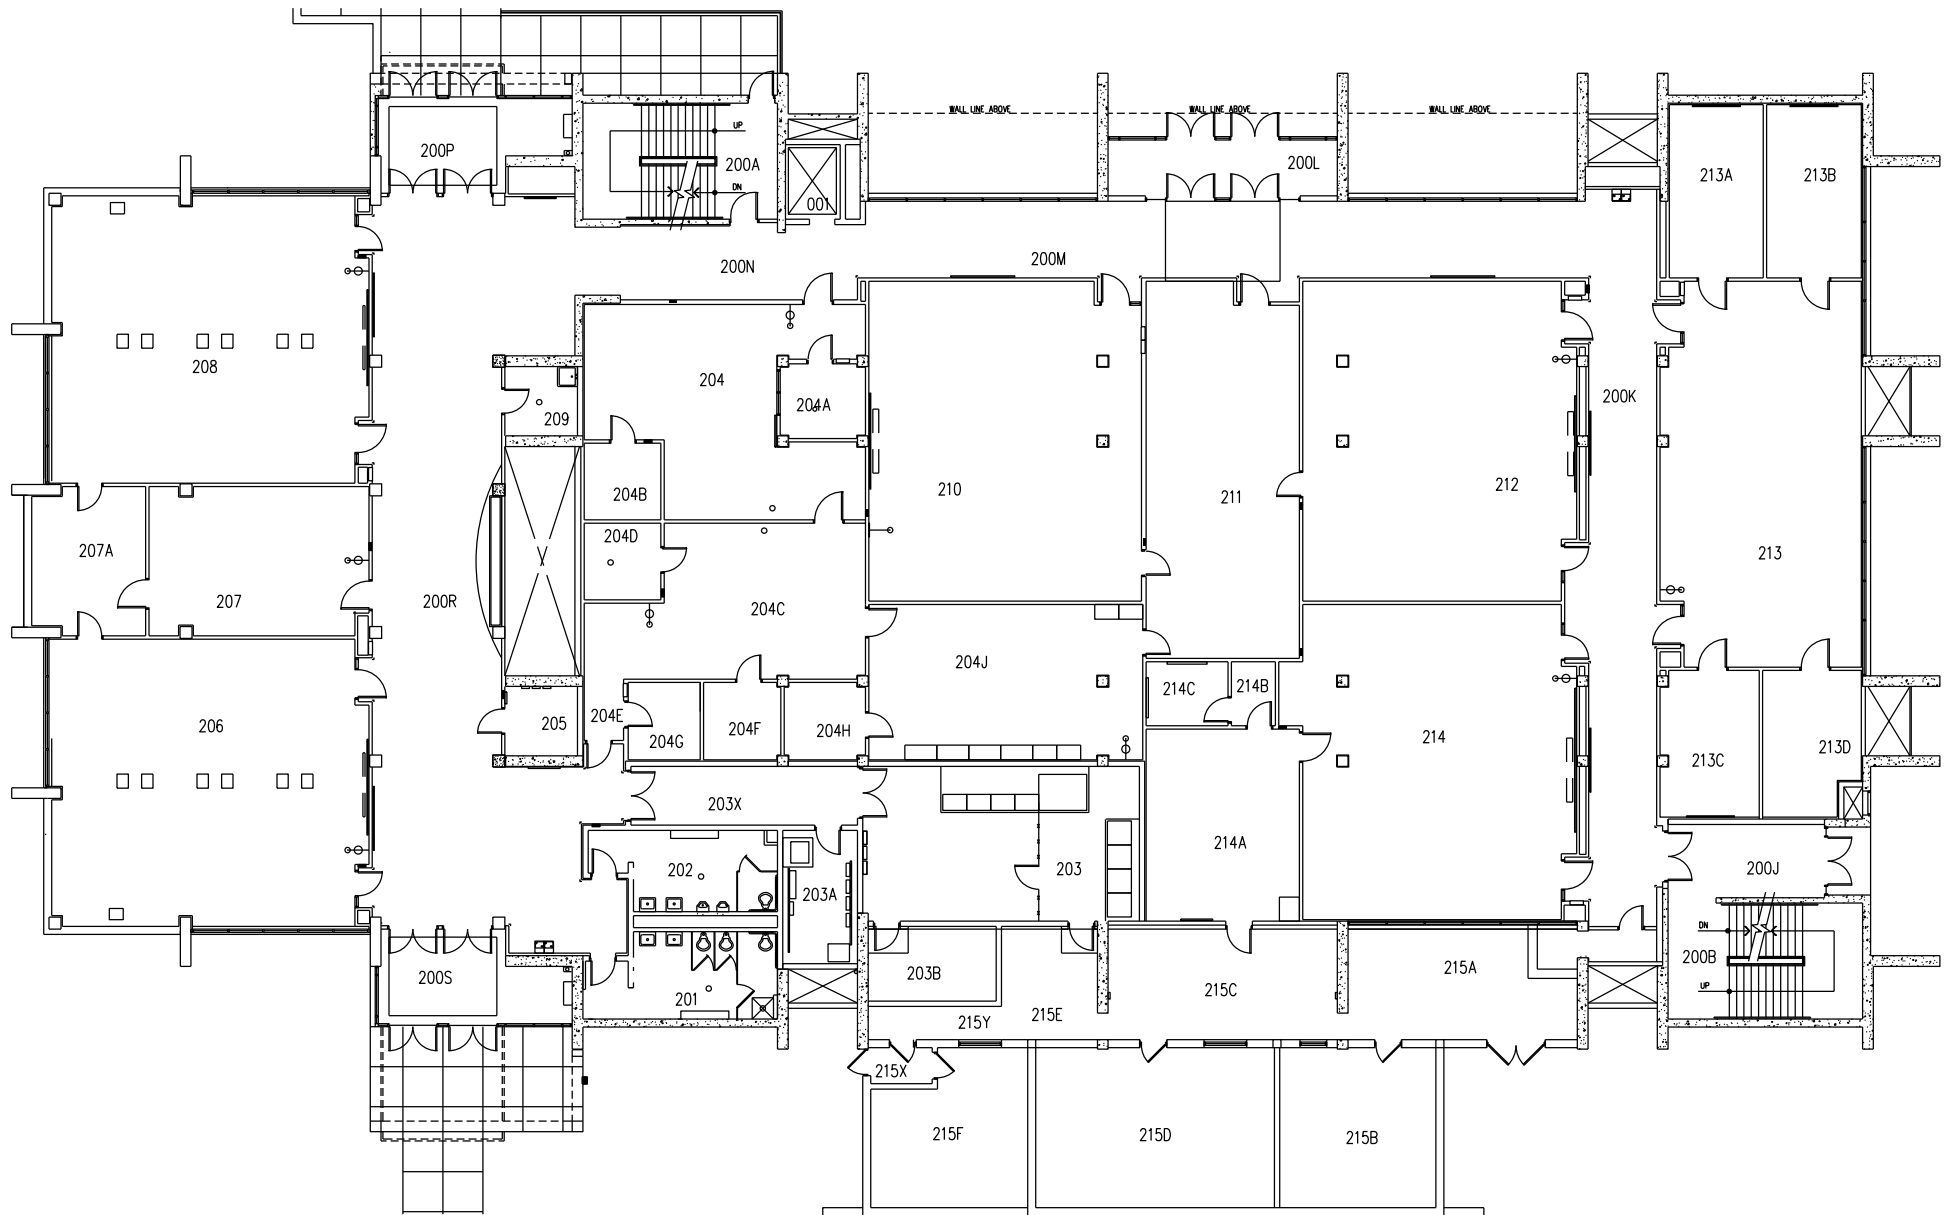 WALL LINE ABOVE
WALL LINE ABOVE
WALL LINE ABOVE
UP
200P
200A
200L
213A
213B
DN
001
200N
200M
208
204
204A
200K
209
204B
210
211
212
207A
204D
213
207
200R
204C
204J
214C
214B
206
205
204E
204G
204F
204H
214
213C
213D
203X
202
203A
203
214A
200J
DN
200S
203B
200B
215A
UP
201
215C
215Y
215E
215X
215F
215D
215B